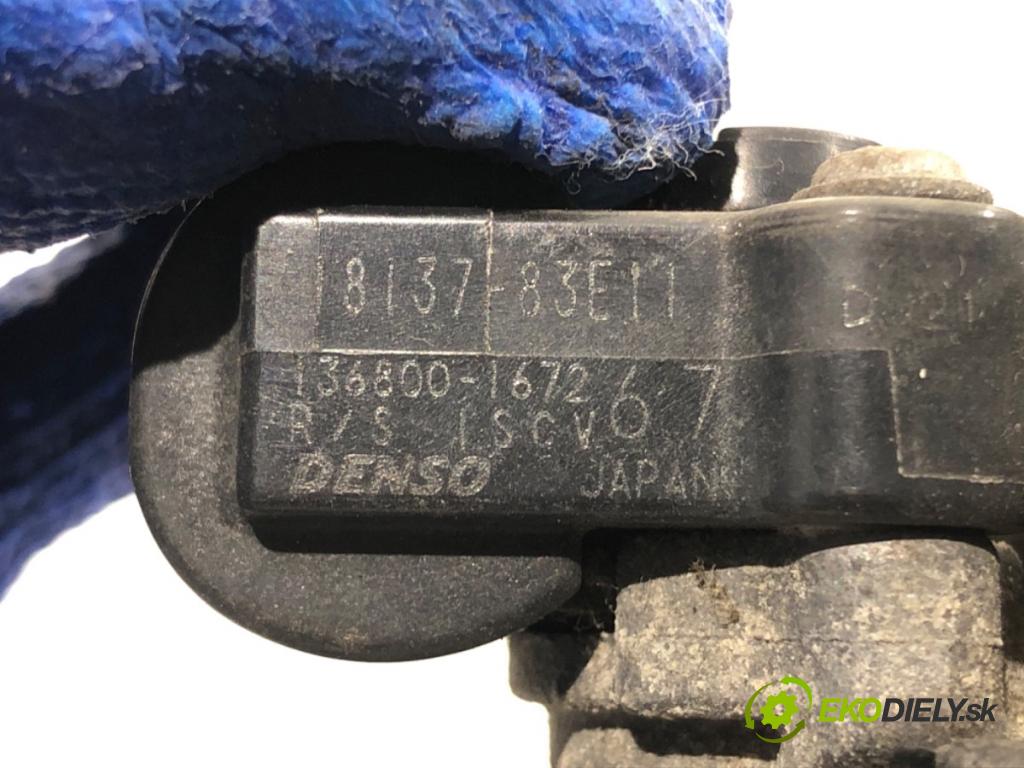 18137-83E11
136800-1672 6 7
R/S ISCV
DENSO JAPAN
EKODIELY.sk